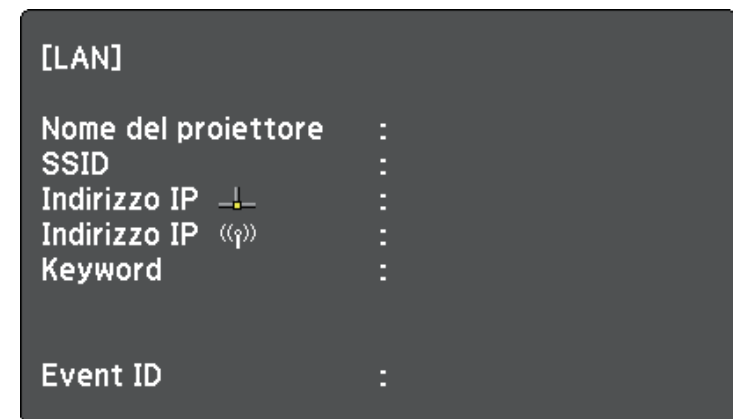 [LAN]
Nome del proiettore :
SSID :
Indirizzo IP :
Indirizzo IP :
Keyword :
Event ID :